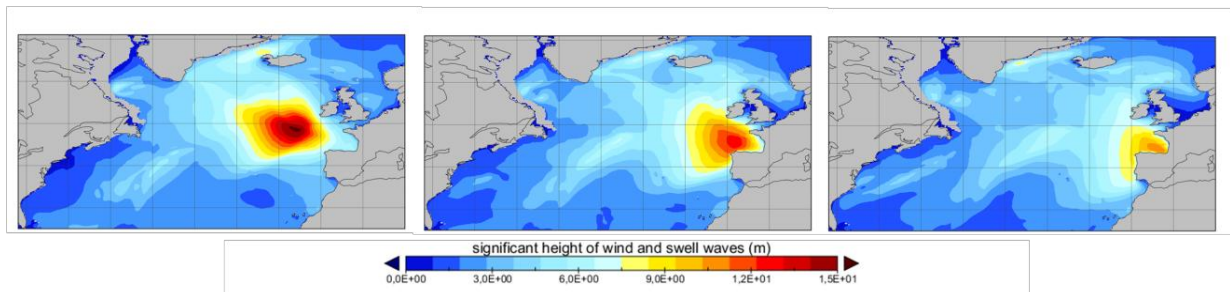 significant height of wind and swell waves (m)
0,0E+00 3,0E+00 6,0E+00 9,0E+00 1,2E+01 1,5E+01